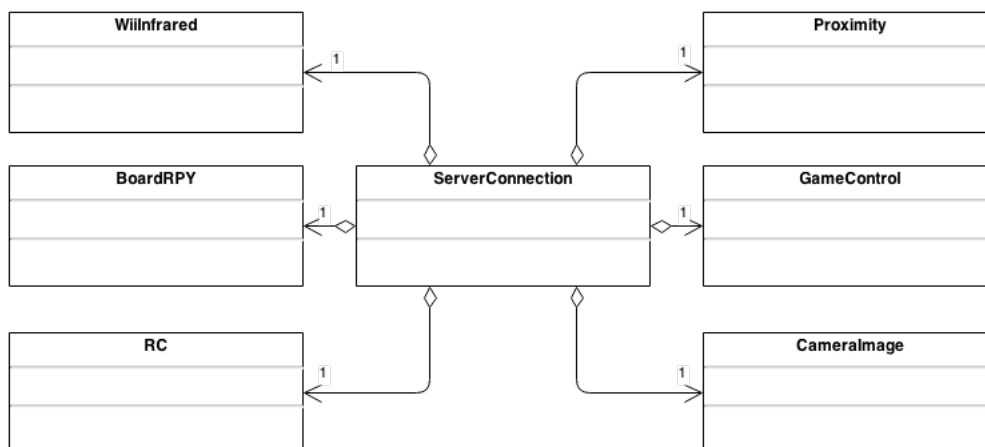 WiiInfrared
1
1
Proximity
BoardRPY
1
ServerConnection
1
GameControl
RC
1
1
CameraImage